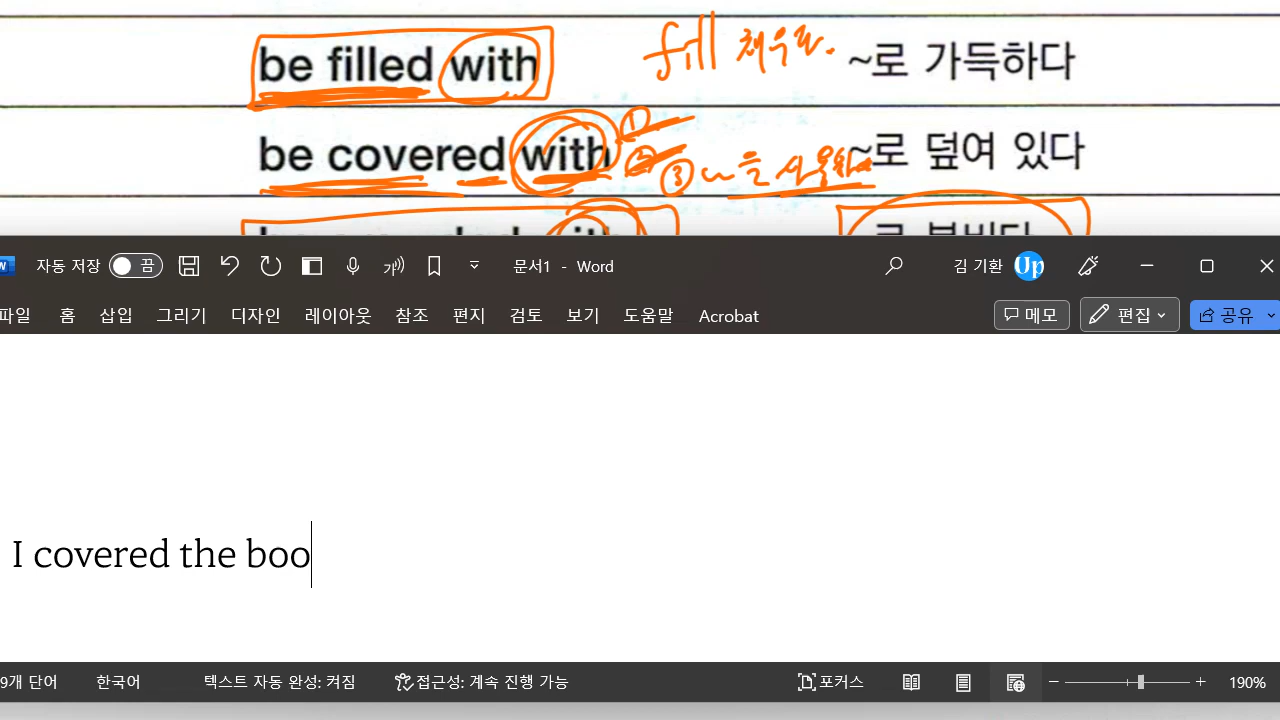 be filled with fill 채우다. ~로 가득하다
be covered with ① ② ③ ~을 사용해 ~로 덮여 있다
자동 저장 끔 문서1 - Word 김 기환 Up
파일 홈 삽입 그리기 디자인 레이아웃 참조 편지 검토 보기 도움말 Acrobat 메모 편집 공유
I covered the boo
9개 단어 한국어 텍스트 자동 완성: 켜짐 접근성: 계속 진행 가능 포커스 190%